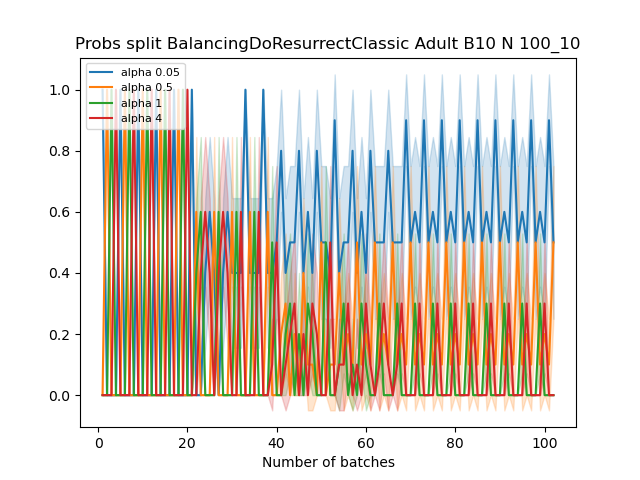 Probs split BalancingDoResurrectClassic Adult B10 N 100_10
alpha 0.05
alpha 0.5
alpha 1
alpha 4
1.0
0.8
0.6
0.4
0.2
0.0
0 20 40 60 80 100
Number of batches